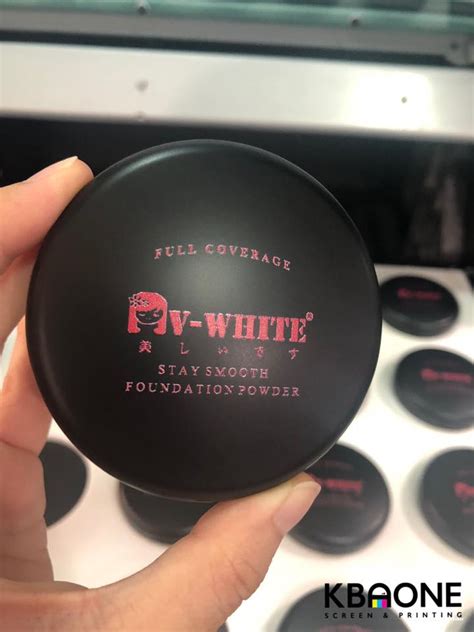 FULL COVERAGE
V-WHITE®
美しいです
STAY SMOOTH
FOUNDATION POWDER
KBAONE
SCREEN & PRINTING